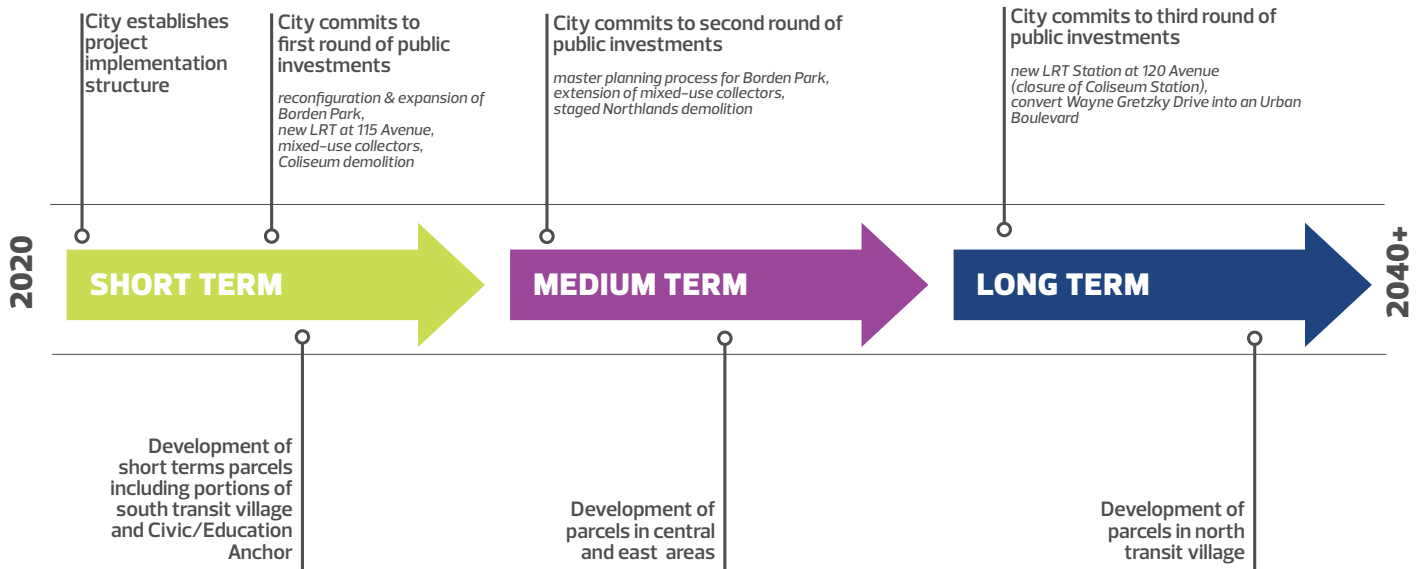 City establishes
project
implementation
structure
City commits to
first round of public
investments
reconfiguration & expansion of
Borden Park,
new LRT at 115 Avenue,
mixed-use collectors,
Coliseum demolition
City commits to second round of
public investments
master planning process for Borden Park,
extension of mixed-use collectors,
staged Northlands demolition
City commits to third round of
public investments
new LRT Station at 120 Avenue
(closure of Coliseum Station),
convert Wayne Gretzky Drive into an Urban
Boulevard
2020
SHORT TERM
MEDIUM TERM
LONG TERM
2040+
Development of
short terms parcels
including portions of
south transit village
and Civic/Education
Anchor
Development of
parcels in central
and east areas
Development of
parcels in north
transit village